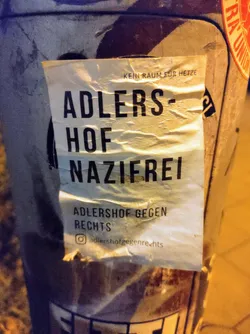 KEIN RAUM FÜR HETZE
ADLERS-
HOF
NAZIFREI
ADLERSHOF GEGEN
RECHTS
adlershofgegenrechts